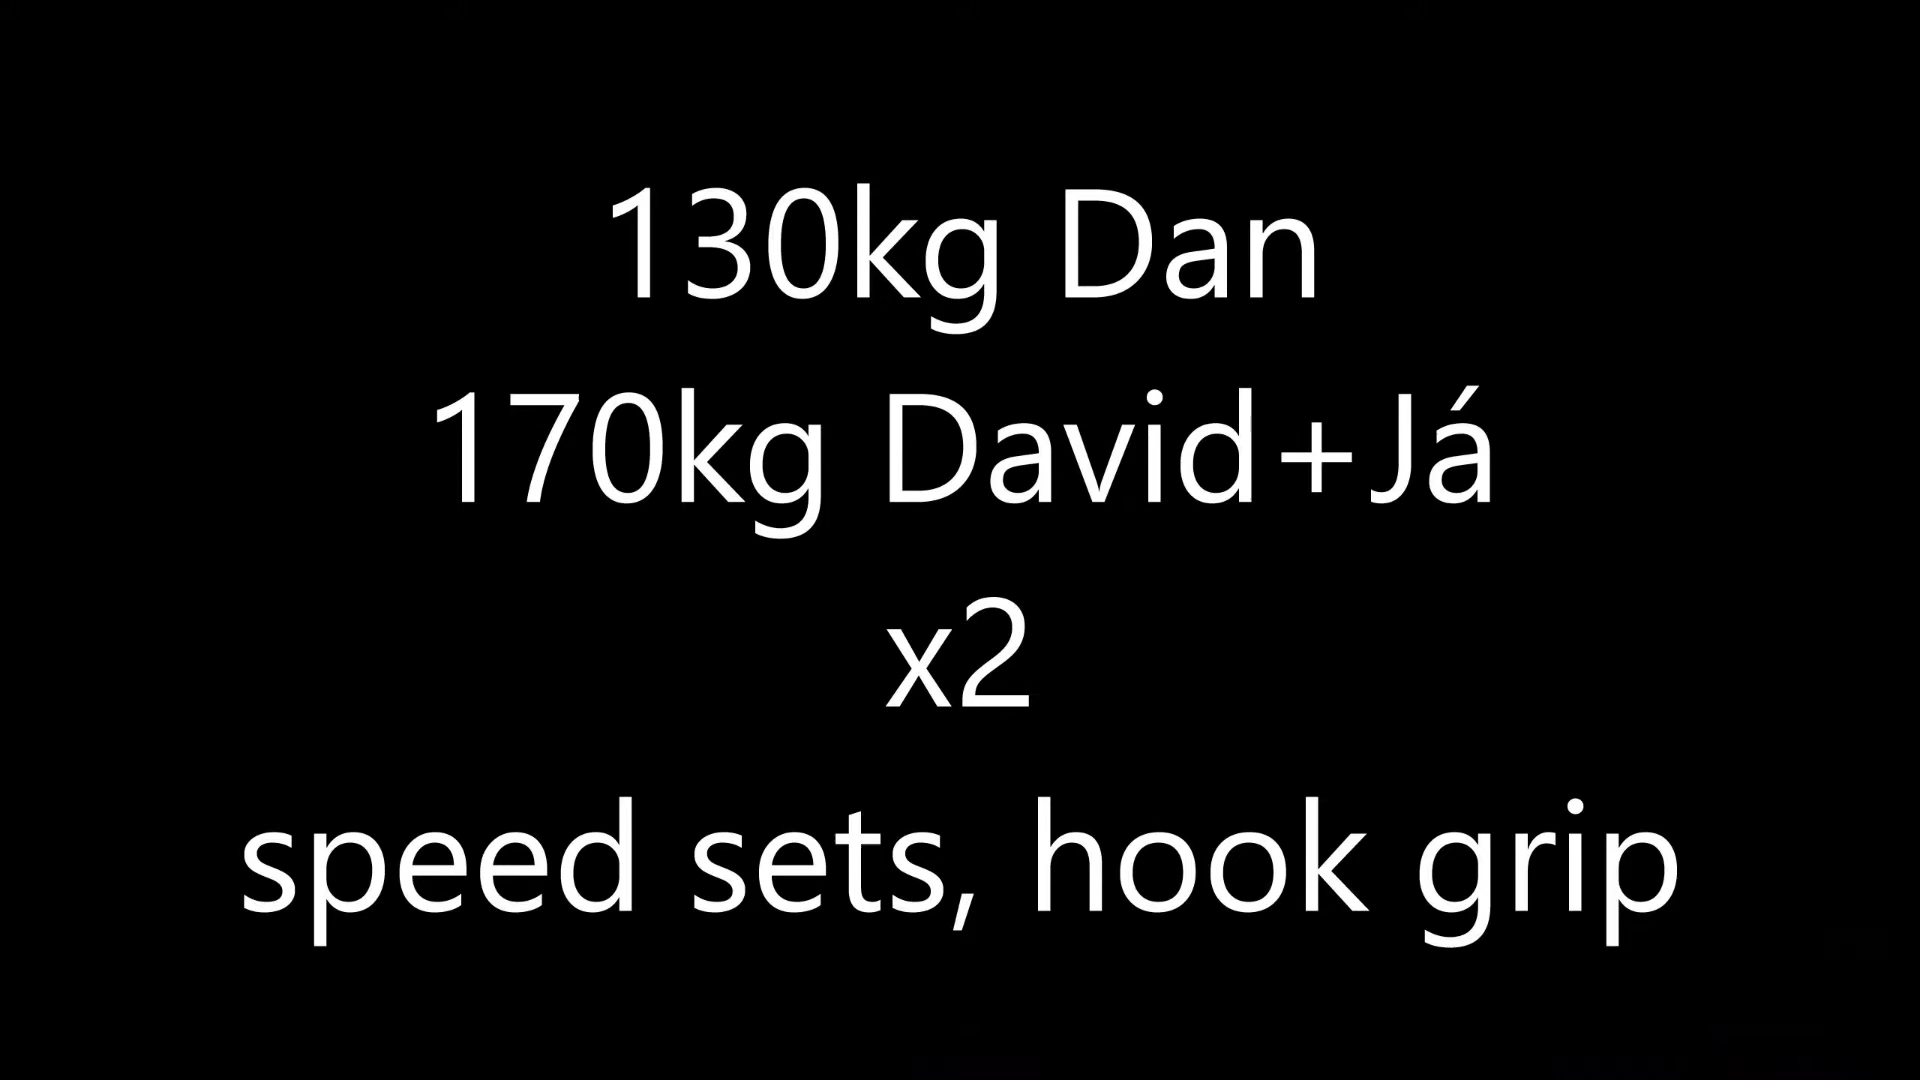 130kg Dan
170kg David+Já
x2
speed sets, hook grip